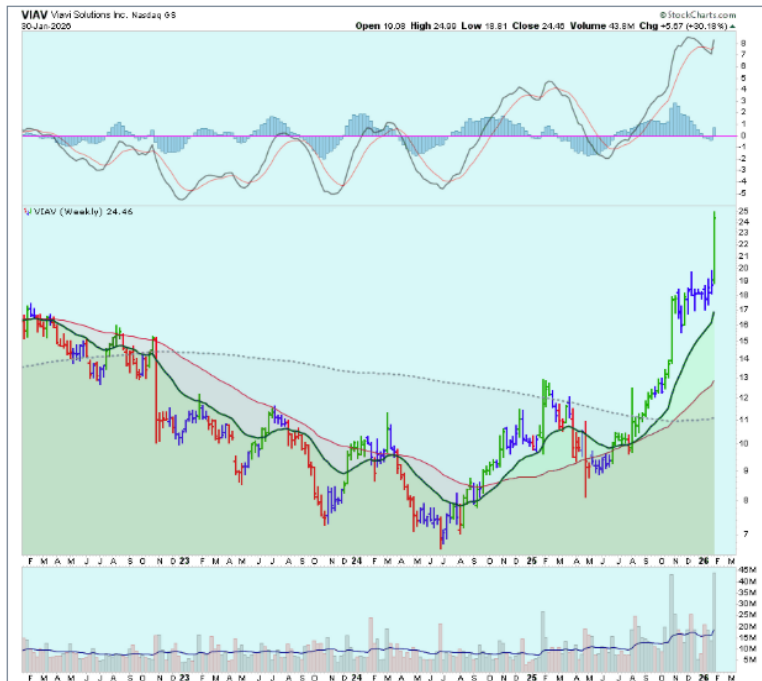 VIAV Viavi Solutions Inc. Nasdaq GS © StockCharts.com
30-Jan-2026 Open 19.08 High 24.99 Low 18.81 Close 24.46 Volume 43.8M Chg +5.67 (+30.18%) ▲
8
7
6
5
4
3
2
1
0
-1
-2
-3
-4
-5
VIAV (Weekly) 24.46
25
24
23
22
21
20
19
18
17
16
15
14
13
12
11
10
9
8
7
F M A M J J A S O N D 23 F M A M J J A S O N D 24 F M A M J J A S O N D 25 F M A M J J A S O N D 26 F M
45M
40M
35M
30M
25M
20M
15M
10M
5M
F M A M J J A S O N D 23 F M A M J J A S O N D 24 F M A M J J A S O N D 25 F M A M J J A S O N D 26 F M